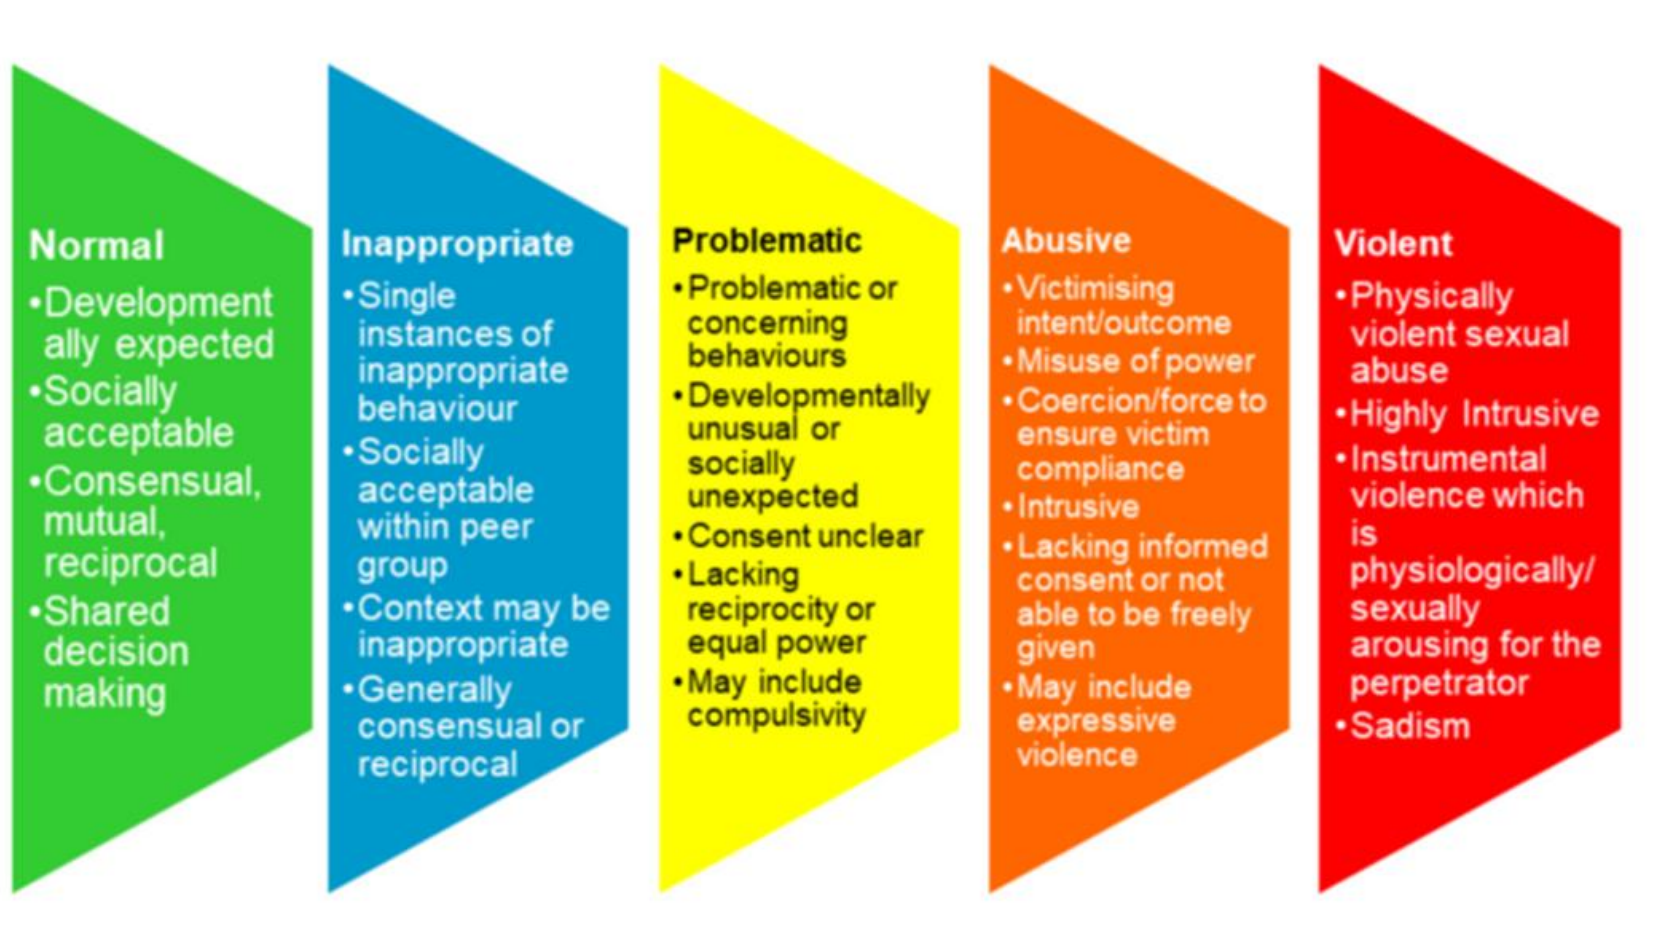 Normal
•Development
ally expected
•Socially
acceptable
•Consensual,
mutual,
reciprocal
•Shared
decision
making
Inappropriate
•Single
instances of
inappropriate
behaviour
•Socially
acceptable
within peer
group
•Context may be
inappropriate
•Generally
consensual or
reciprocal
Problematic
•Problematic or
concerning
behaviours
•Developmentally
unusual or
socially
unexpected
•Consent unclear
•Lacking
reciprocity or
equal power
•May include
compulsivity
Abusive
•Victimising
intent/outcome
•Misuse of power
•Coercion/force to
ensure victim
compliance
•Intrusive
•Lacking informed
consent or not
able to be freely
given
•May include
expressive
violence
Violent
•Physically
violent sexual
abuse
•Highly Intrusive
•Instrumental
violence which
is
physiologically/
sexually
arousing for the
perpetrator
•Sadism